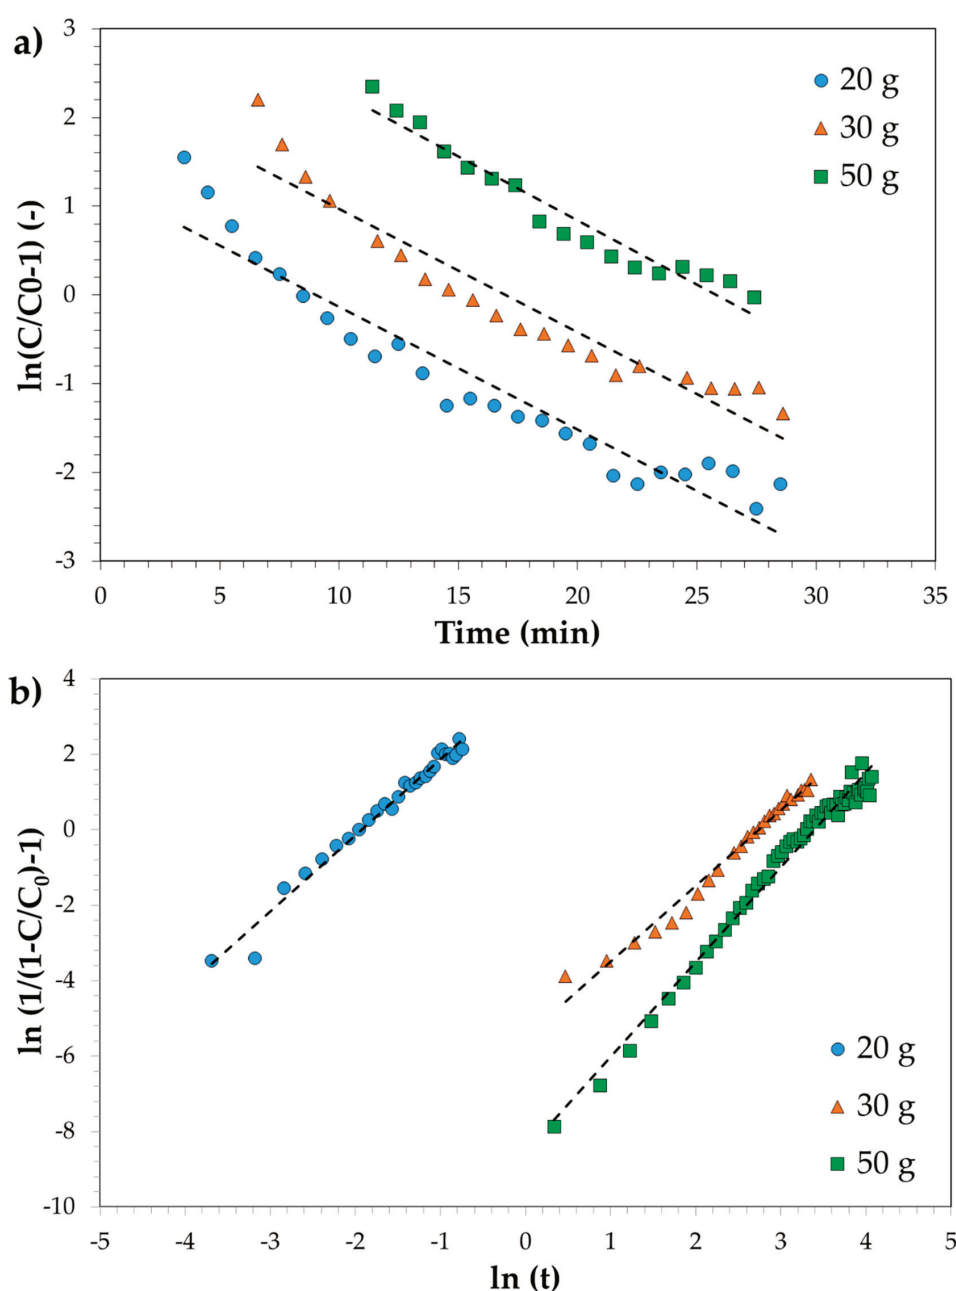 a)
3
2
1
0
-1
-2
-3
ln(C/C0-1) (-)
20 g
30 g
50 g
0 5 10 15 20 25 30 35
Time (min)
b)
4
2
0
-2
-4
-6
-8
-10
ln (1/(1-C/C₀)-1)
20 g
30 g
50 g
-5 -4 -3 -2 -1 0 1 2 3 4 5
ln (t)